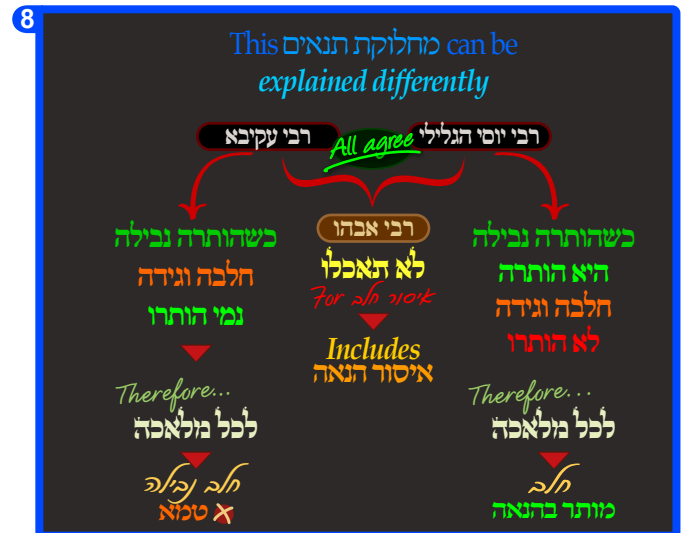 8
This מחלוקת תנאים can be
explained differently
רבי יוסי הגלילי
All agree
רבי עקיבא
כשהותרה נבילה
היא הותרה
חלבה וגידה
לא הותרו
Therefore...
לכל מלאכה
חלב
מותר בהנאה
רבי אבהו
לא תאכלו
For איסור חלב
Includes
איסור הנאה
כשהותרה נבילה
חלבה וגידה
נמי הותרו
Therefore...
לכל מלאכה
חלב נבילה
טמא